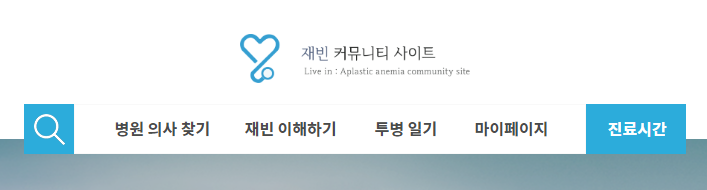 재빈 커뮤니티 사이트
Live in : Aplastic anemia community site
병원 의사 찾기 재빈 이해하기 투병 일기 마이페이지 진료시간